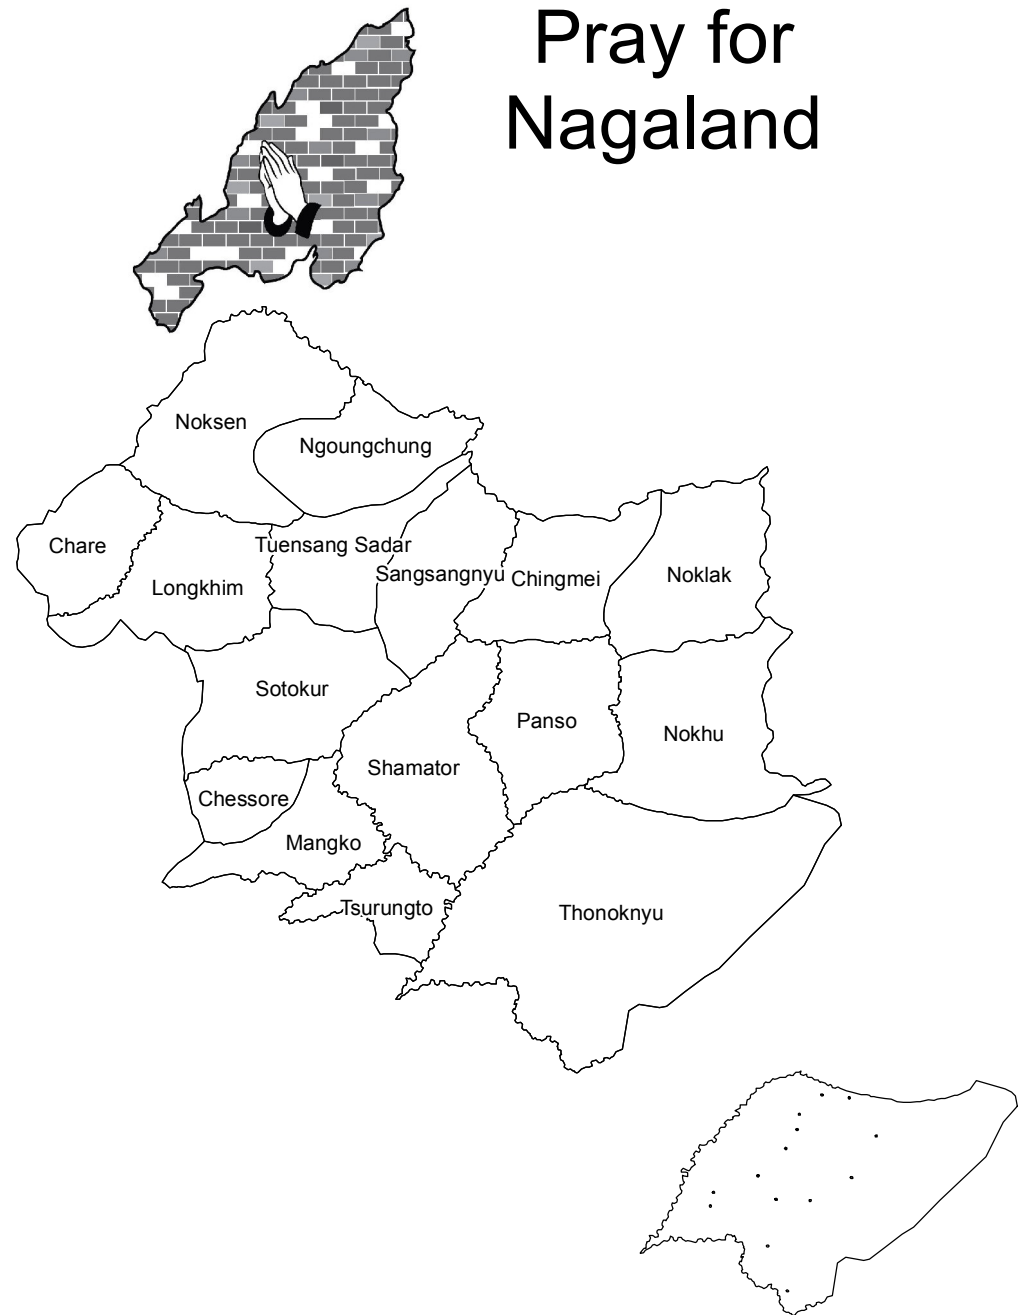 Pray for
Nagaland
Noksen
Ngoungchung
Chare
Tuensang Sadar
Longkhim
Sangsangnyu
Chingmei
Noklak
Sotokur
Panso
Nokhu
Shamator
Chessore
Mangko
Tsurungto
Thonoknyu